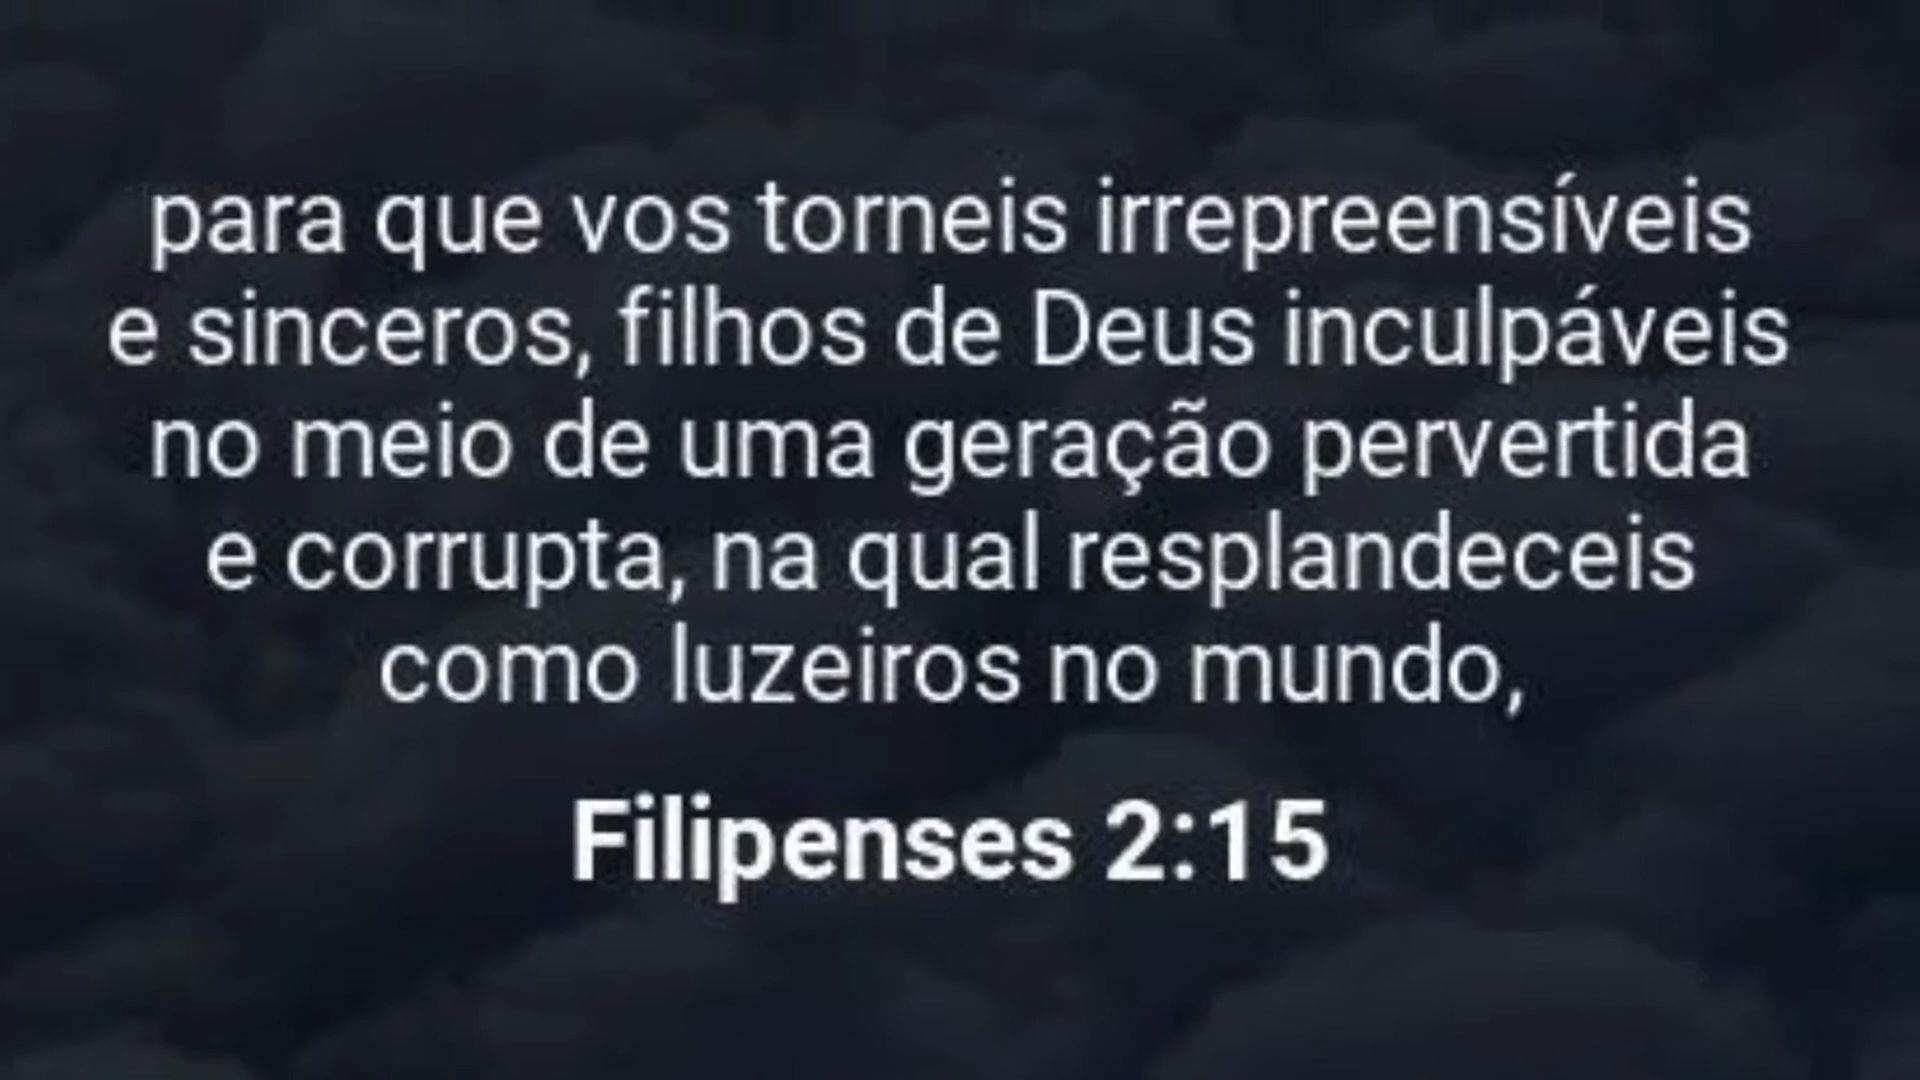 para que vos torneis irrepreensíveis
e sinceros, filhos de Deus inculpáveis
no meio de uma geração pervertida
e corrupta, na qual resplandeceis
como luzeiros no mundo,
Filipenses 2:15